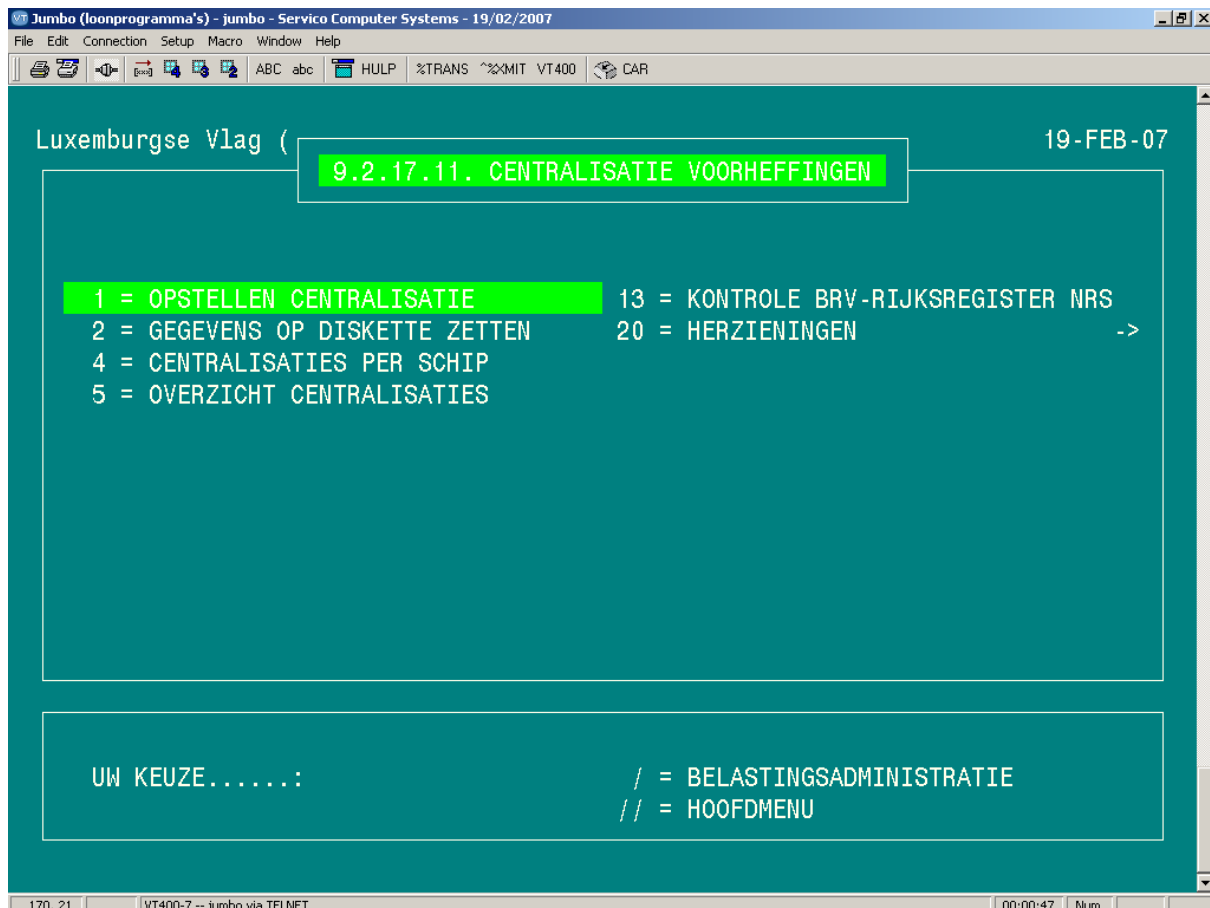 VT Jumbo (loonprogramma's) - jumbo - Servico Computer Systems - 19/02/2007
File Edit Connection Setup Macro Window Help
ABC abc HULP %TRANS ^%XMIT VT400 CAR
Luxemburgse Vlag ( 19-FEB-07
9.2.17.11. CENTRALISATIE VOORHEFFINGEN
1 = OPSTELLEN CENTRALISATIE 13 = KONTROLE BRV-RIJKSREGISTER NRS
2 = GEGEVENS OP DISKETTE ZETTEN 20 = HERZIENINGEN ->
4 = CENTRALISATIES PER SCHIP
5 = OVERZICHT CENTRALISATIES
UW KEUZE......: / = BELASTINGSADMINISTRATIE
// = HOOFDMENU
170, 21 VT400-7 -- jumbo via TELNET 00:00:47 Num